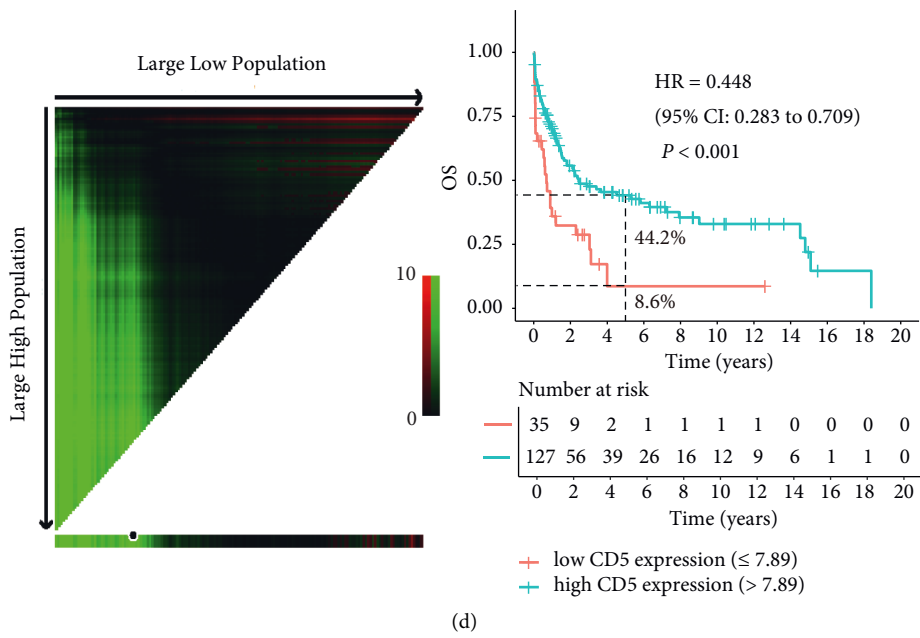 Large Low Population
Large High Population
10
0
OS
1.00
0.75
0.50
0.25
0.00
HR = 0.448
(95% CI: 0.283 to 0.709)
P < 0.001
44.2%
8.6%
0 2 4 6 8 10 12 14 16 18 20
Time (years)
Number at risk
35 9 2 1 1 1 1 0 0 0 0
127 56 39 26 16 12 9 6 1 1 0
0 2 4 6 8 10 12 14 16 18 20
Time (years)
low CD5 expression (≤ 7.89)
high CD5 expression (> 7.89)
(d)